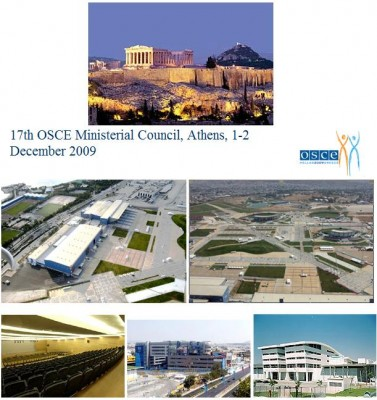 17th OSCE Ministerial Council, Athens, 1-2
December 2009
osce